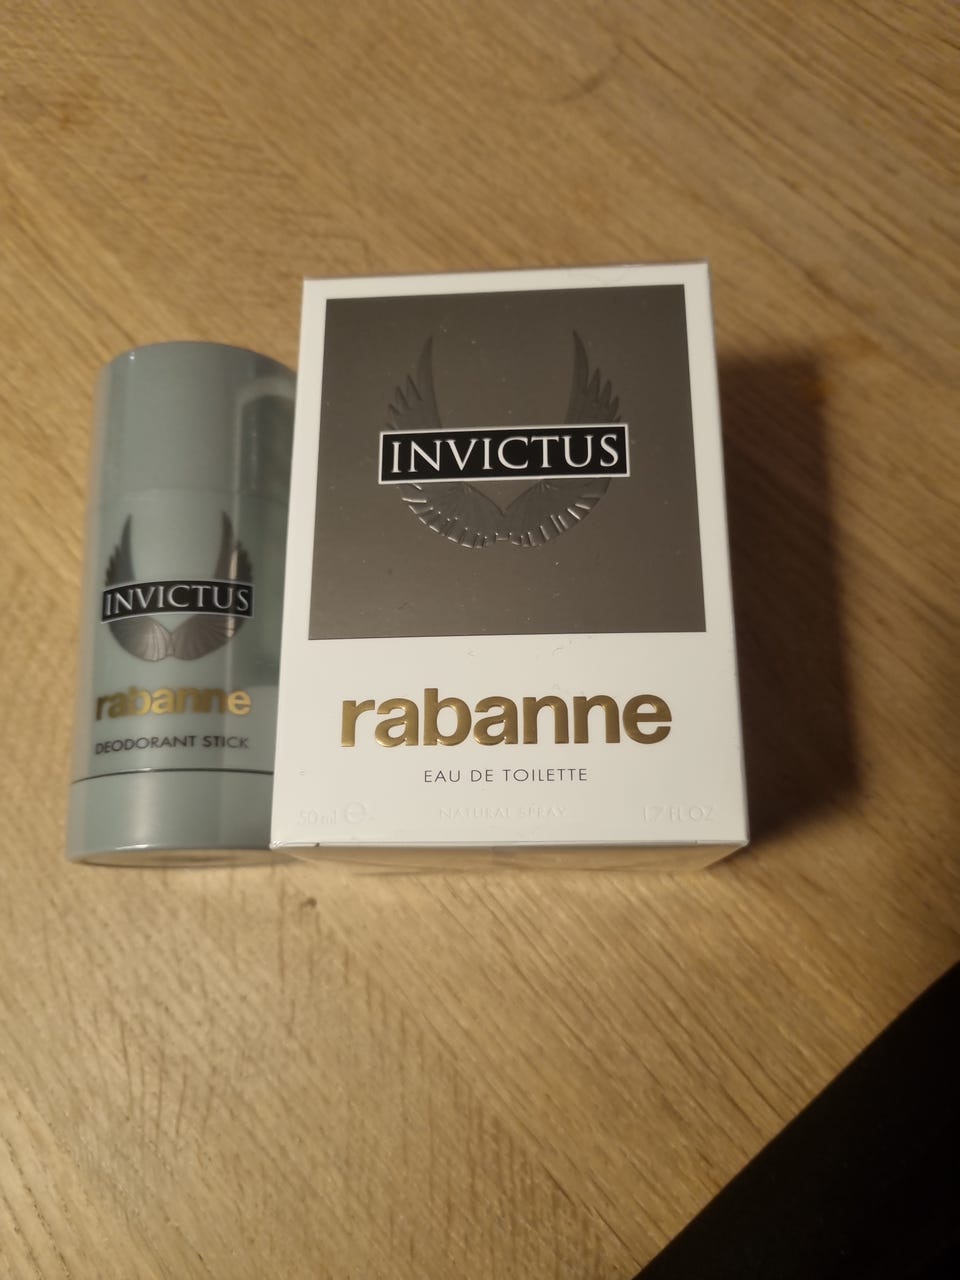 INVICTUS
rabanne
DEODORANT STICK
INVICTUS
rabanne
EAU DE TOILETTE
50 ml e NATURAL SPRAY 1.7 FL OZ